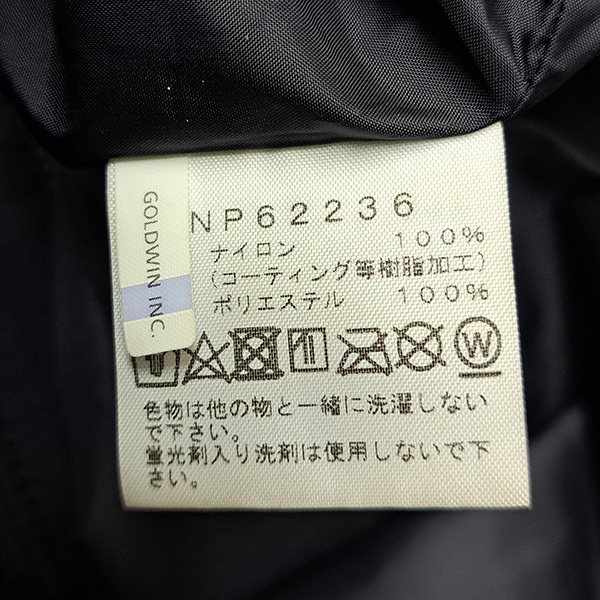 GOLDWIN INC.
NP62236
ナイロン 100%
(コーティング等樹脂加工)
ポリエステル 100%
W
色物は他の物と一緒に洗濯しない
で下さい。
蛍光剤入り洗剤は使用しないで下
さい。